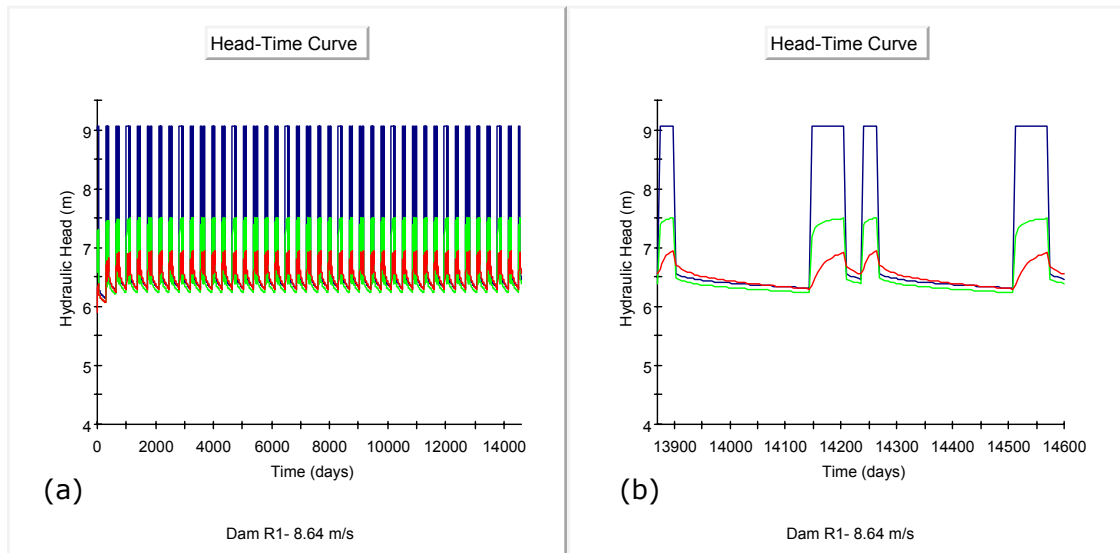 Head-Time Curve
Hydraulic Head (m)
9
8
7
6
5
4
0 2000 4000 6000 8000 10000 12000 14000
Time (days)
(a)
Dam R1- 8.64 m/s
Head-Time Curve
Hydraulic Head (m)
9
8
7
6
5
4
13900 14000 14200 14300 14400 14500 14600
Time (days)
(b)
Dam R1- 8.64 m/s